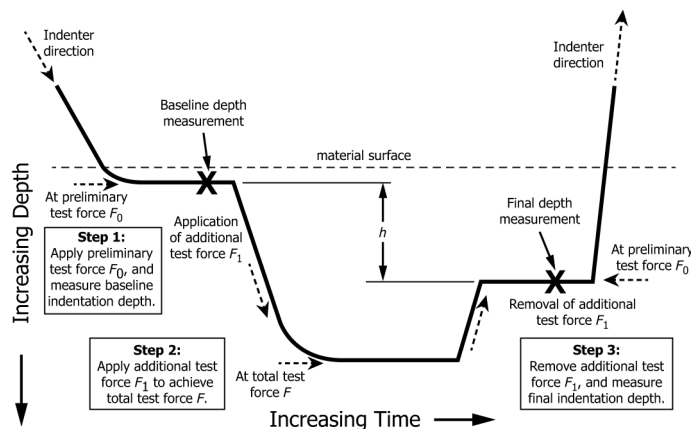 Indenter
direction
Baseline depth
measurement
Indenter
direction
material surface
At preliminary
test force F0
Step 1:
Apply preliminary
test force F0, and
measure baseline
indentation depth.
Application
of additional
test force F1
h
Final depth
measurement
At preliminary
test force F0
Removal of additional
test force F1
Step 2:
Apply additional test
force F1 to achieve
total test force F.
At total test
force F
Step 3:
Remove additional test
force F1, and measure
final indentation depth.
Increasing Depth
Increasing Time